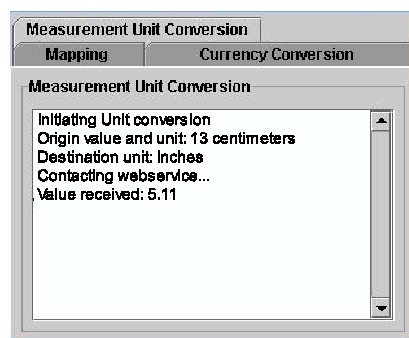 Measurement Unit Conversion
Mapping Currency Conversion
Measurement Unit Conversion
Initiating Unit conversion
Origin value and unit: 13 centimeters
Destination unit: Inches
Contacting webservice...
Value received: 5.11